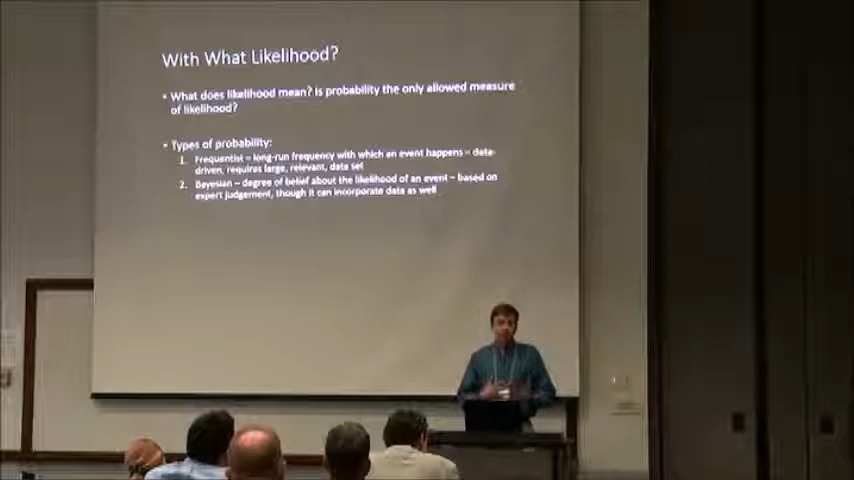 With What Likelihood?
• What does likelihood mean? Is probability the only allowed measure
of likelihood?
• Types of probability:
1. Frequentist – long-run frequency with which an event happens – data-
driven, requires large, relevant, data set
2. Bayesian – degree of belief about the likelihood of an event – based on
expert judgement, though it can incorporate data as well